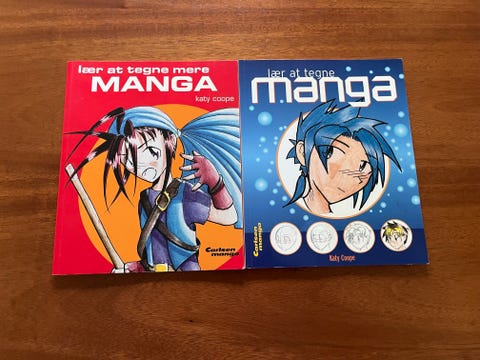 lær at tegne mere
MANGA
katy coope
Carlsen
manga
lær at tegne
manga
Carlsen
manga
Katy Coope